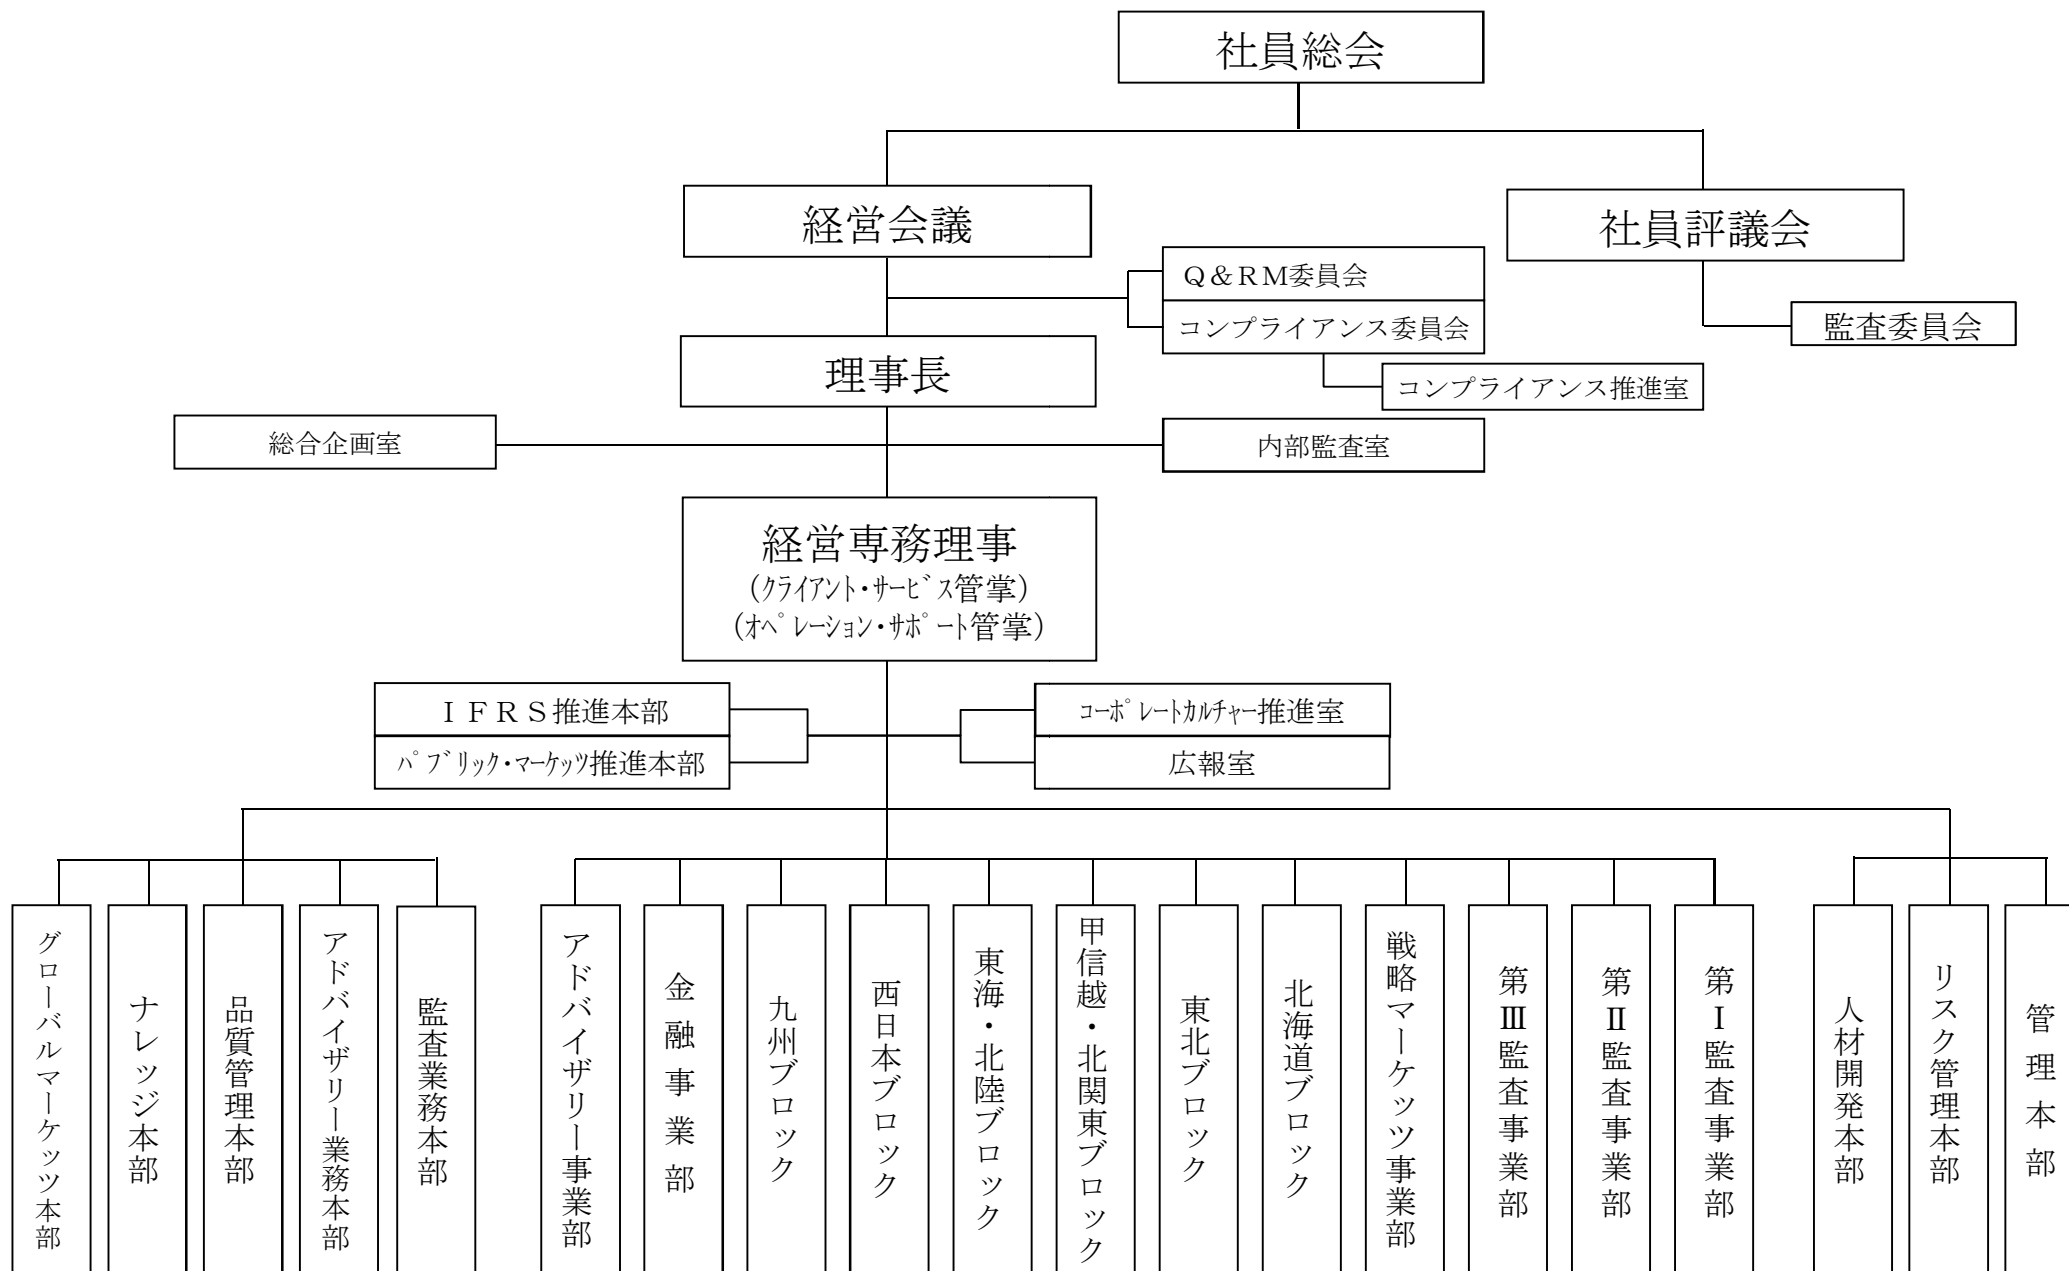 社員総会
経営会議
社員評議会
Q&RM委員会
コンプライアンス委員会
監査委員会
理事長
コンプライアンス推進室
総合企画室
内部監査室
経営専務理事
(クライアント・サービス管掌)
(オペレーション・サポート管掌)
IFRS推進本部
コーポレートカルチャー推進室
パブリック・マーケッツ推進本部
広報室
グローバルマーケッツ本部
ナレッジ本部
品質管理本部
アドバイザリー業務本部
監査業務本部
アドバイザリー事業部
金融事業部
九州ブロック
西日本ブロック
東海・北陸ブロック
甲信越・北関東ブロック
東北ブロック
北海道ブロック
戦略マーケッツ事業部
第Ⅲ監査事業部
第Ⅱ監査事業部
第Ⅰ監査事業部
人材開発本部
リスク管理本部
管理本部